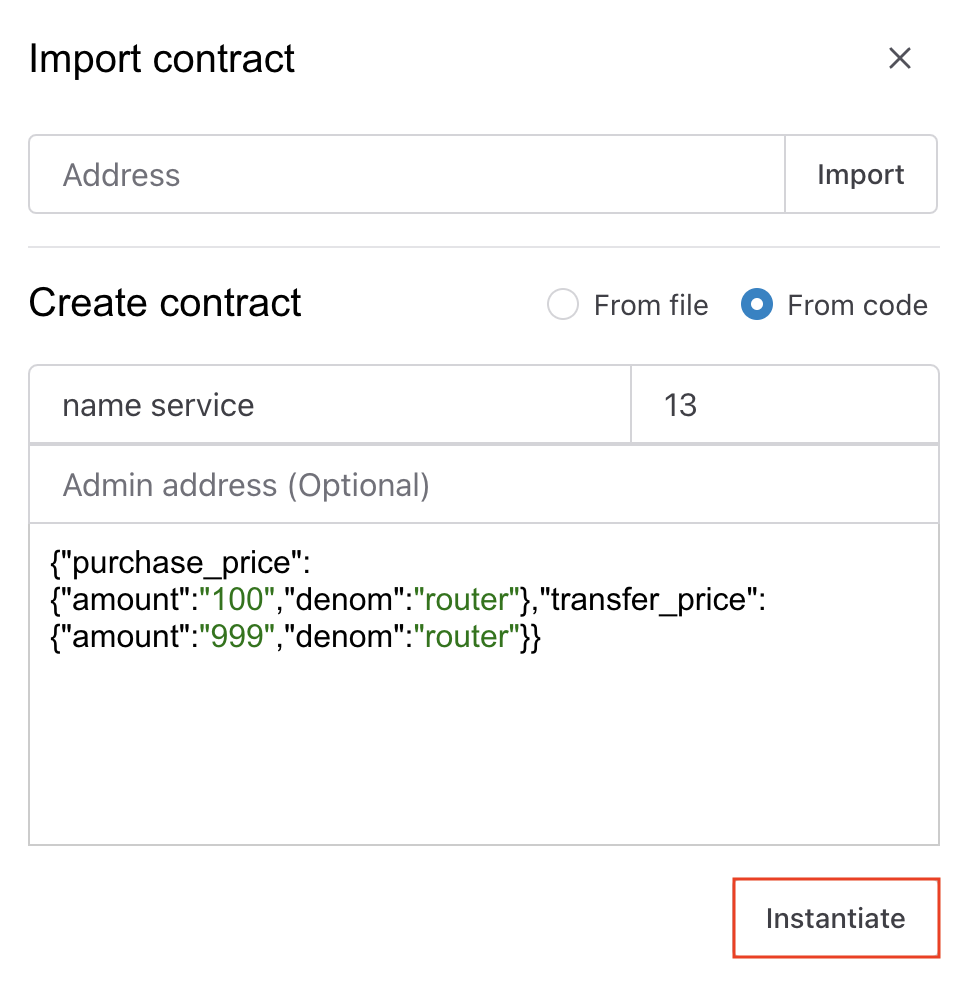 Import contract
Address
Import
Create contract
From file
From code
name service
13
Admin address (Optional)
{"purchase_price":
{"amount":"100","denom":"router"},"transfer_price":
{"amount":"999","denom":"router"}}
Instantiate